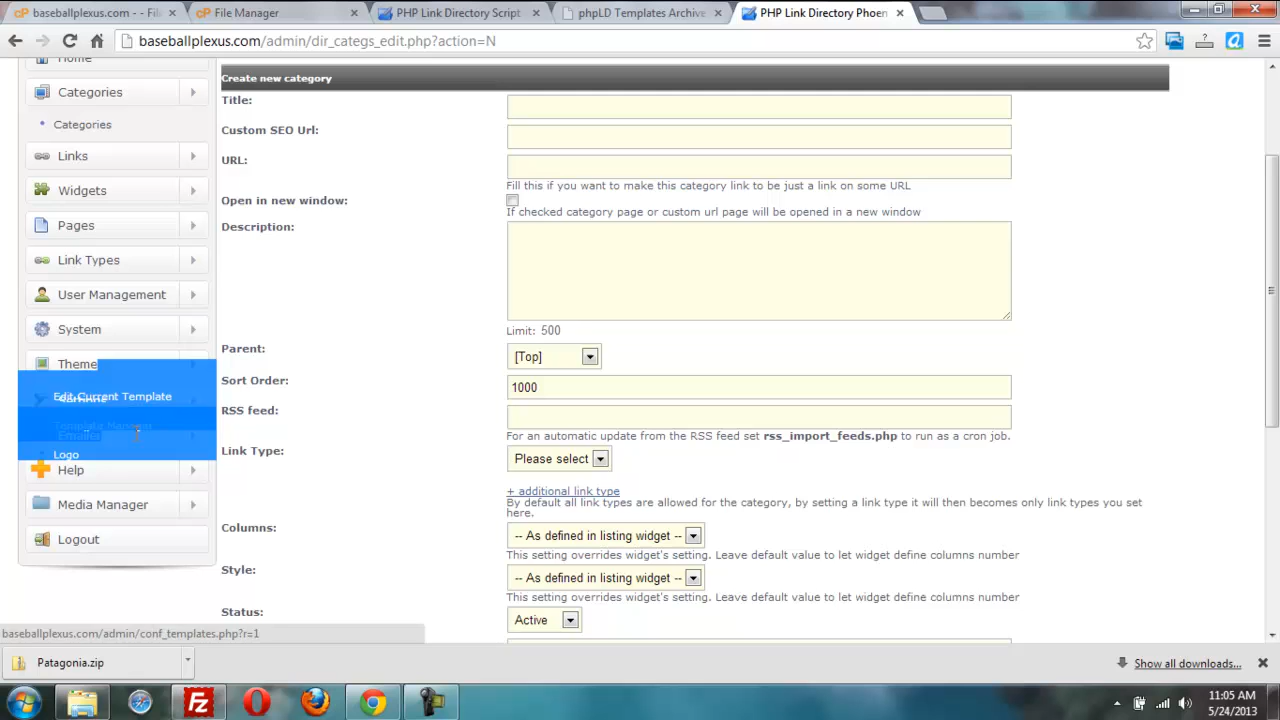 baseballplexus.com - - File
File Manager
PHP Link Directory Script
phpLD Templates Archive
PHP Link Directory Phoen
baseballplexus.com/admin/dir_categs_edit.php?action=N
Home
Categories
Categories
Links
Widgets
Pages
Link Types
User Management
System
Theme
Edit Current Template
Template Manager
Emailer
Logo
Help
Media Manager
Logout
Create new category
Title:
Custom SEO Url:
URL:
Fill this if you want to make this category link to be just a link on some URL
Open in new window:
If checked category page or custom url page will be opened in a new window
Description:
Limit: 500
Parent:
[Top]
Sort Order:
1000
RSS feed:
For an automatic update from the RSS feed set rss_import_feeds.php to run as a cron job.
Link Type:
Please select
+ additional link type
By default all link types are allowed for the category, by setting a link type it will then becomes only link types you set
here.
Columns:
-- As defined in listing widget --
This setting overrides widget's setting. Leave default value to let widget define columns number
Style:
-- As defined in listing widget --
This setting overrides widget's setting. Leave default value to let widget define columns number
Status:
Active
baseballplexus.com/admin/conf_templates.php?r=1
Patagonia.zip
Show all downloads...
11:05 AM
5/24/2013